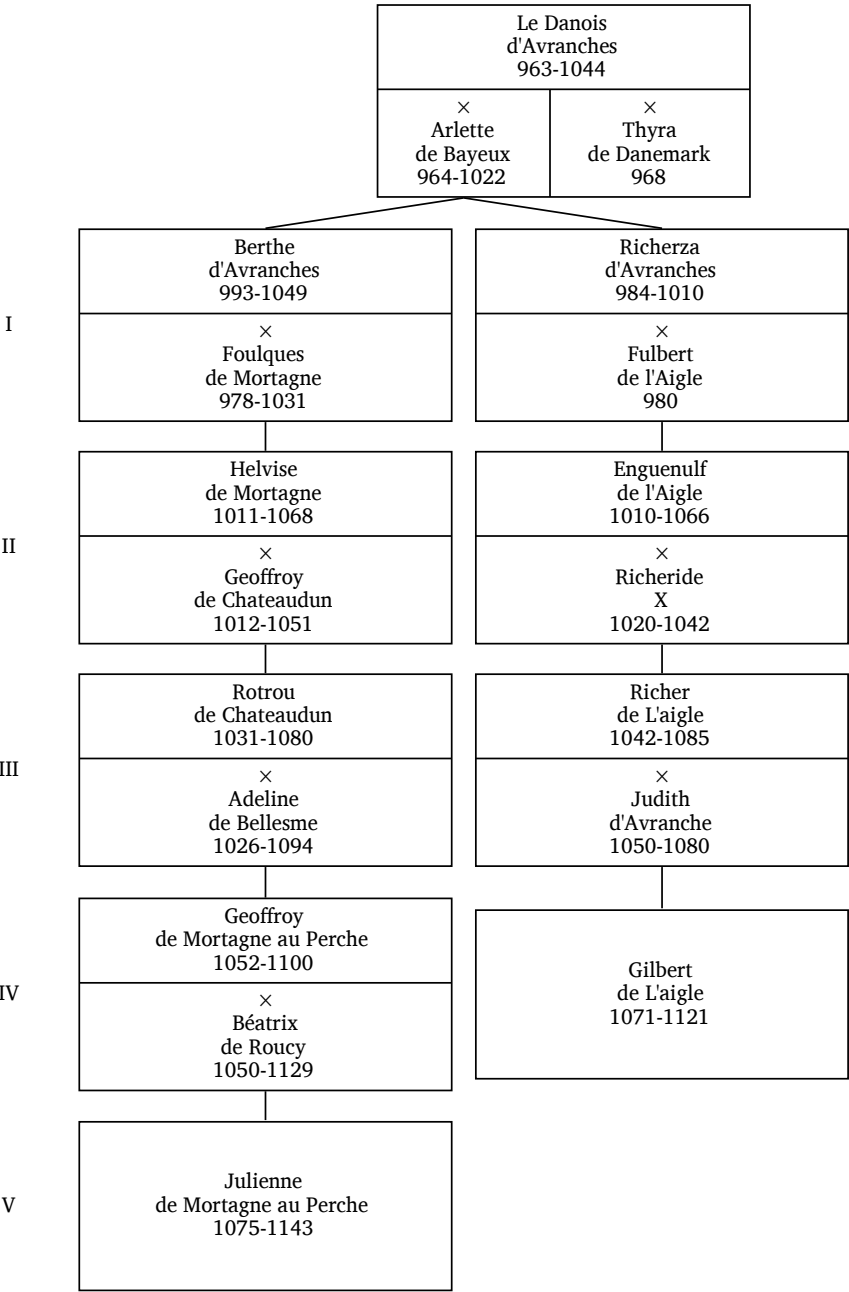 Le Danois
d'Avranches
963-1044
×
Arlette
de Bayeux
964-1022
×
Thyra
de Danemark
968
I
Berthe
d'Avranches
993-1049
×
Foulques
de Mortagne
978-1031
Richerza
d'Avranches
984-1010
×
Fulbert
de l'Aigle
980
II
Helvise
de Mortagne
1011-1068
×
Geoffroy
de Chateaudun
1012-1051
Enguenulf
de l'Aigle
1010-1066
×
Richeride
X
1020-1042
III
Rotrou
de Chateaudun
1031-1080
×
Adeline
de Bellesme
1026-1094
Richer
de L'aigle
1042-1085
×
Judith
d'Avranche
1050-1080
IV
Geoffroy
de Mortagne au Perche
1052-1100
×
Béatrix
de Roucy
1050-1129
Gilbert
de L'aigle
1071-1121
V
Julienne
de Mortagne au Perche
1075-1143